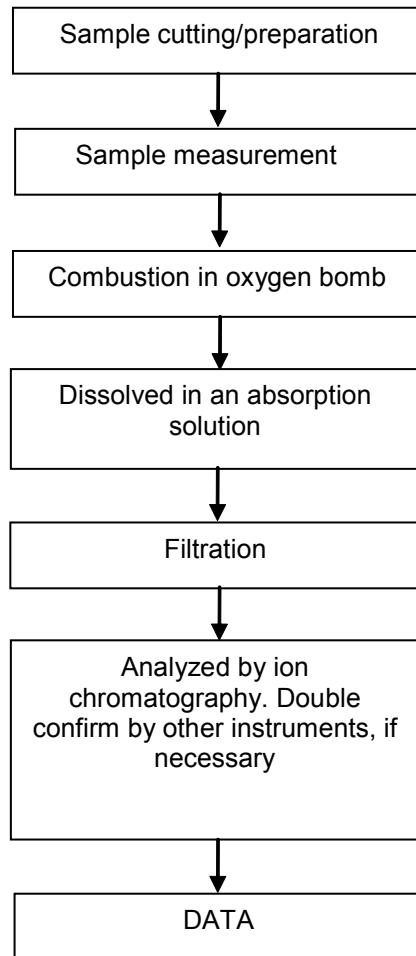 Sample cutting/preparation
Sample measurement
Combustion in oxygen bomb
Dissolved in an absorption
solution
Filtration
Analyzed by ion
chromatography. Double
confirm by other instruments, if
necessary
DATA